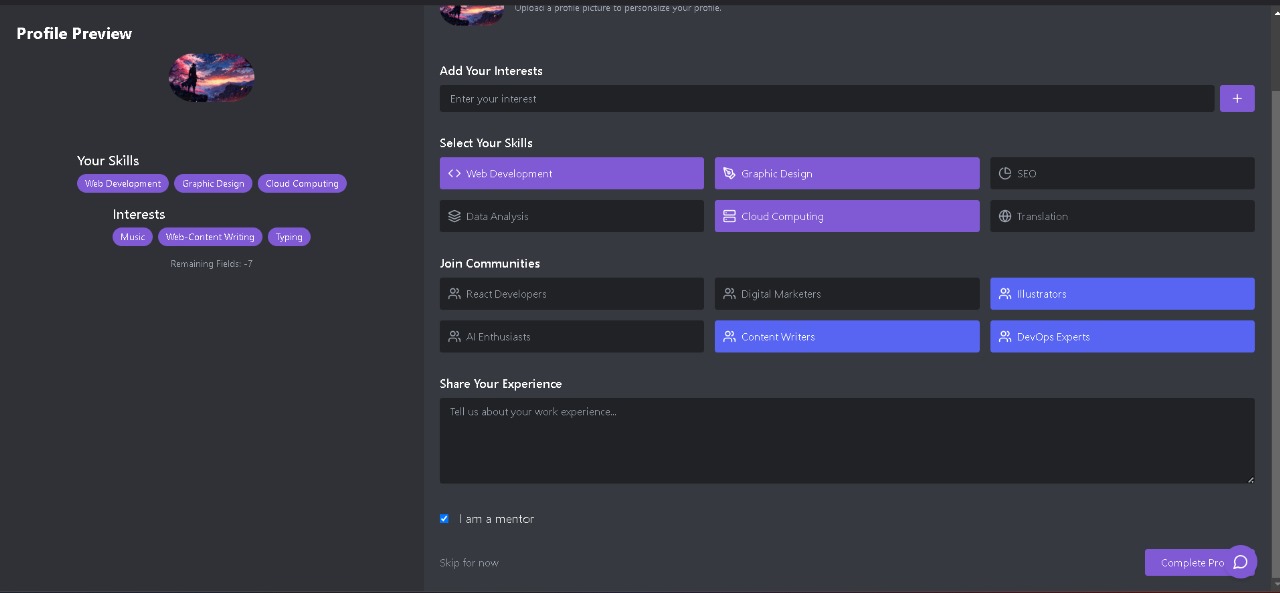 Profile Preview
Your Skills
Web Development Graphic Design Cloud Computing
Interests
Music Web-Content Writing Typing
Remaining Fields: -7
Upload a profile picture to personalize your profile.
Add Your Interests
Enter your interest
+
Select Your Skills
Web Development Graphic Design SEO
Data Analysis Cloud Computing Translation
Join Communities
React Developers Digital Marketers Illustrators
AI Enthusiasts Content Writers DevOps Experts
Share Your Experience
Tell us about your work experience...
I am a mentor
Skip for now
Complete Pro